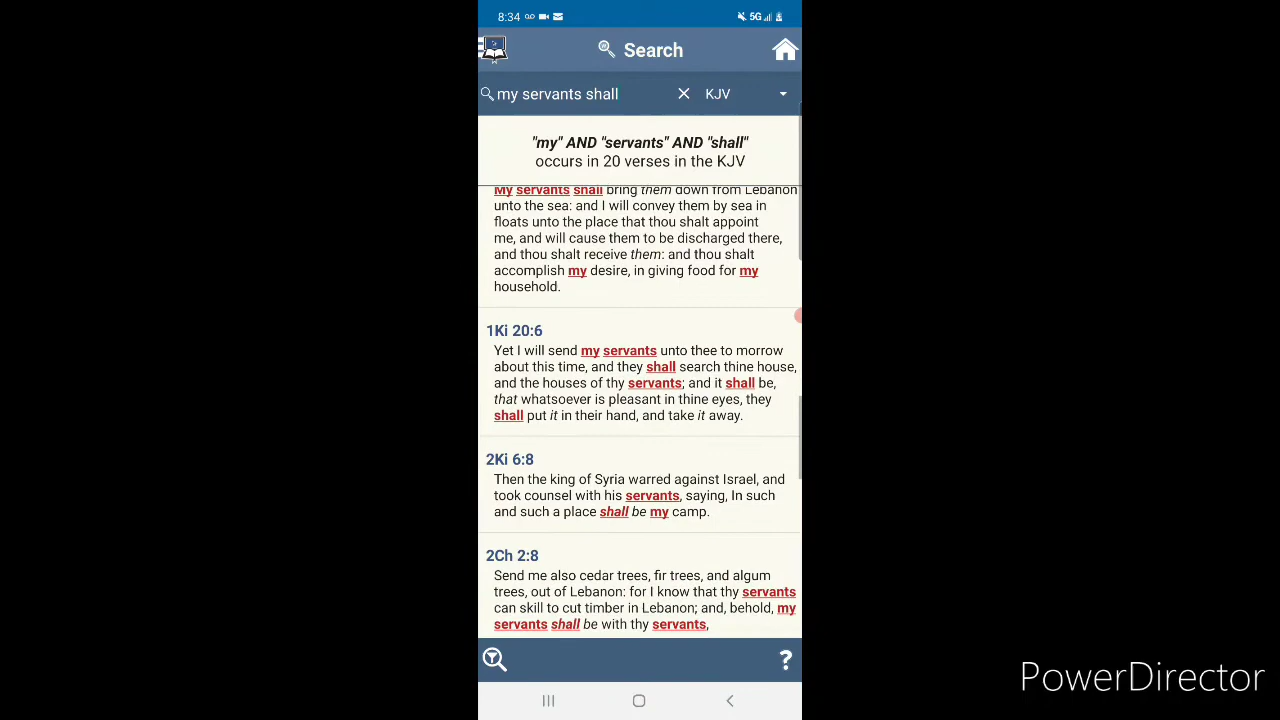 8:34
5G
Search
my servants shall
KJV
"my" AND "servants" AND "shall"
occurs in 20 verses in the KJV
My servants shall bring them down from Lebanon
unto the sea: and I will convey them by sea in
floats unto the place that thou shalt appoint
me, and will cause them to be discharged there,
and thou shalt receive them: and thou shalt
accomplish my desire, in giving food for my
household.
1Ki 20:6
Yet I will send my servants unto thee to morrow
about this time, and they shall search thine house,
and the houses of thy servants; and it shall be,
that whatsoever is pleasant in thine eyes, they
shall put it in their hand, and take it away.
2Ki 6:8
Then the king of Syria warred against Israel, and
took counsel with his servants, saying, In such
and such a place shall be my camp.
2Ch 2:8
Send me also cedar trees, fir trees, and algum
trees, out of Lebanon: for I know that thy servants
can skill to cut timber in Lebanon; and, behold, my
servants shall be with thy servants,
?
PowerDirector